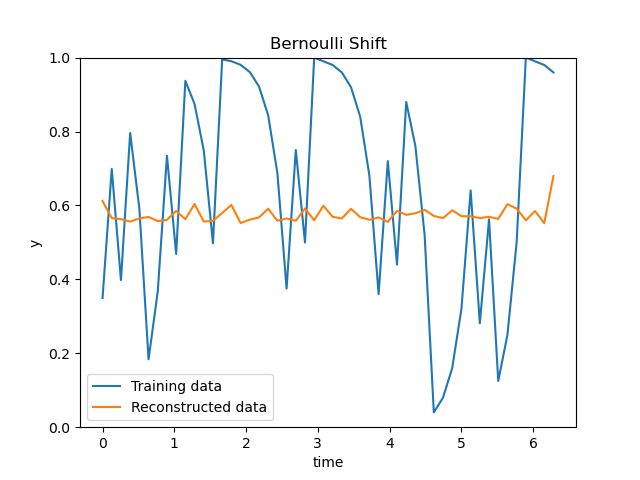 Bernoulli Shift
y
1.0
0.8
0.6
0.4
0.2
0.0
Training data
Reconstructed data
0 1 2 3 4 5 6
time